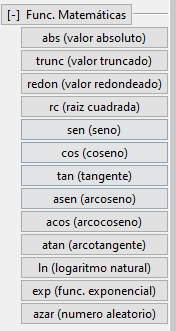 [-] Func. Matemáticas
abs (valor absoluto)
trunc (valor truncado)
redon (valor redondeado)
rc (raiz cuadrada)
sen (seno)
cos (coseno)
tan (tangente)
asen (arcoseno)
acos (arcocoseno)
atan (arcotangente)
ln (logaritmo natural)
exp (func. exponencial)
azar (numero aleatorio)